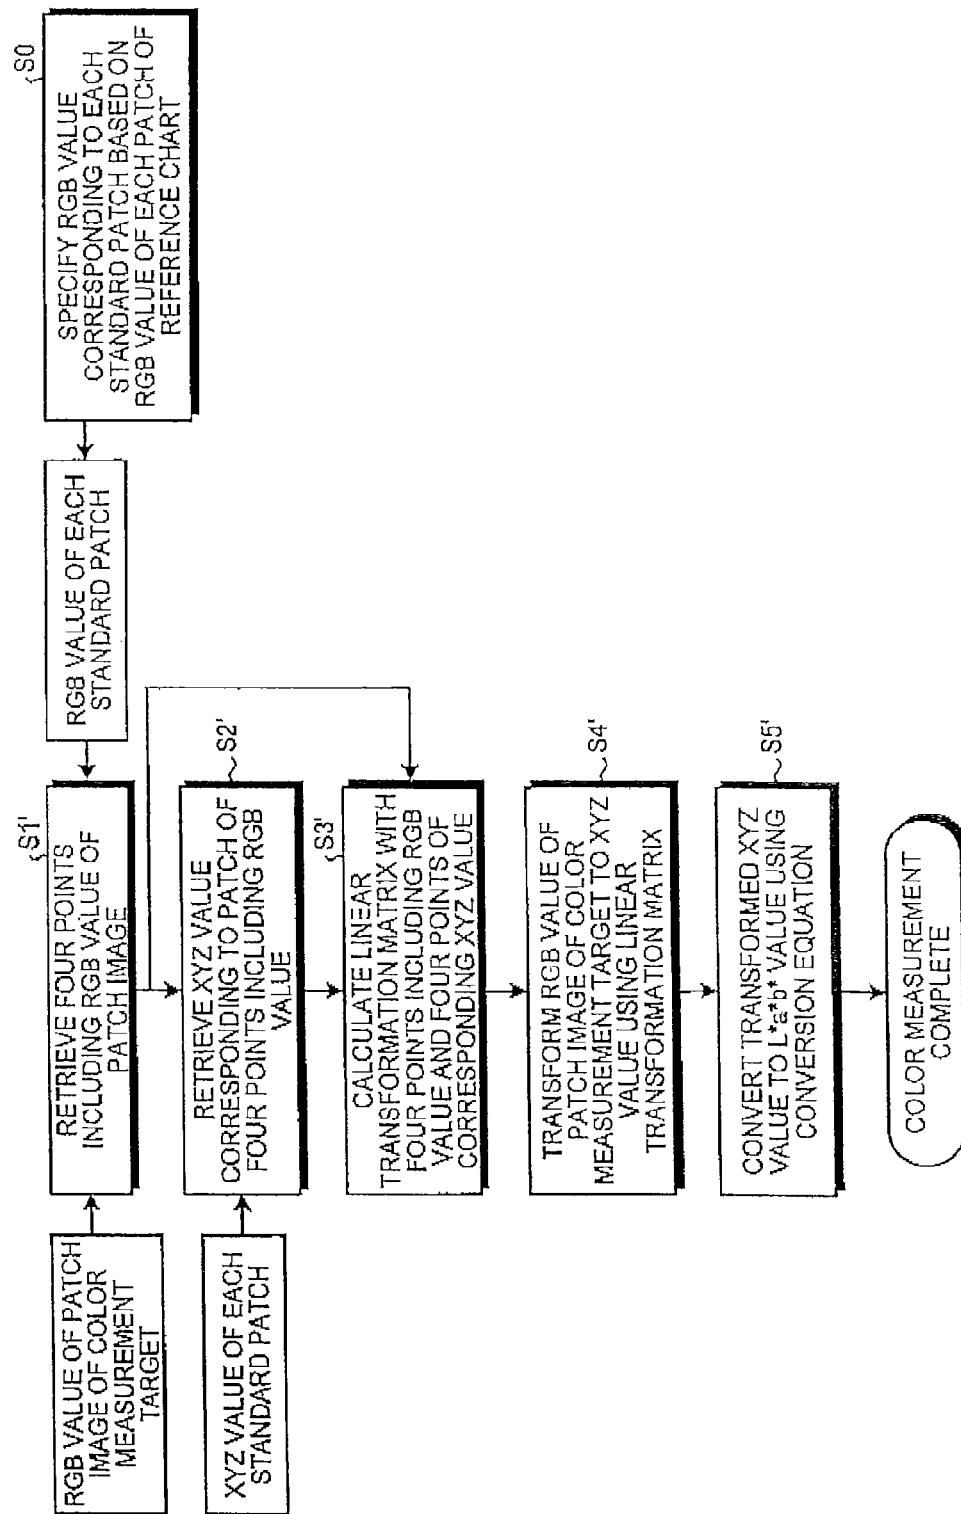 S0
SPECIFY RGB VALUE
CORRESPONDING TO EACH
STANDARD PATCH BASED ON
RGB VALUE OF EACH PATCH OF
REFERENCE CHART
RGB VALUE OF EACH
STANDARD PATCH
RGB VALUE OF PATCH
IMAGE OF COLOR
MEASUREMENT
TARGET
S1'
RETRIEVE FOUR POINTS
INCLUDING RGB VALUE OF
PATCH IMAGE
XYZ VALUE OF EACH
STANDARD PATCH
S2'
RETRIEVE XYZ VALUE
CORRESPONDING TO PATCH OF
FOUR POINTS INCLUDING RGB
VALUE
S3'
CALCULATE LINEAR
TRANSFORMATION MATRIX WITH
FOUR POINTS INCLUDING RGB
VALUE AND FOUR POINTS OF
CORRESPONDING XYZ VALUE
S4'
TRANSFORM RGB VALUE OF
PATCH IMAGE OF COLOR
MEASUREMENT TARGET TO XYZ
VALUE USING LINEAR
TRANSFORMATION MATRIX
S5'
CONVERT TRANSFORMED XYZ
VALUE TO L*a*b* VALUE USING
CONVERSION EQUATION
COLOR MEASUREMENT
COMPLETE